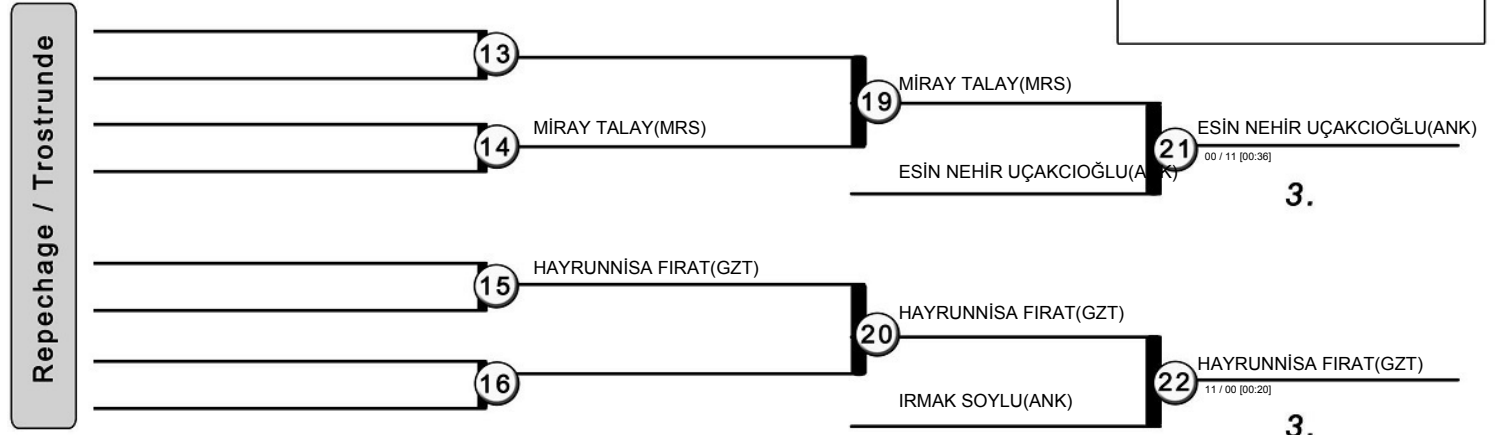 Repechage / Trostrunde
13
MİRAY TALAY(MRS)
14
19
MİRAY TALAY(MRS)
ESİN NEHİR UÇAKCIOĞLU(ANK)
21
ESİN NEHİR UÇAKCIOĞLU(ANK)
00 / 11 [00:36]
3.
HAYRUNNİSA FIRAT(GZT)
15
HAYRUNNİSA FIRAT(GZT)
20
16
IRMAK SOYLU(ANK)
HAYRUNNİSA FIRAT(GZT)
22
11 / 00 [00:20]
3.